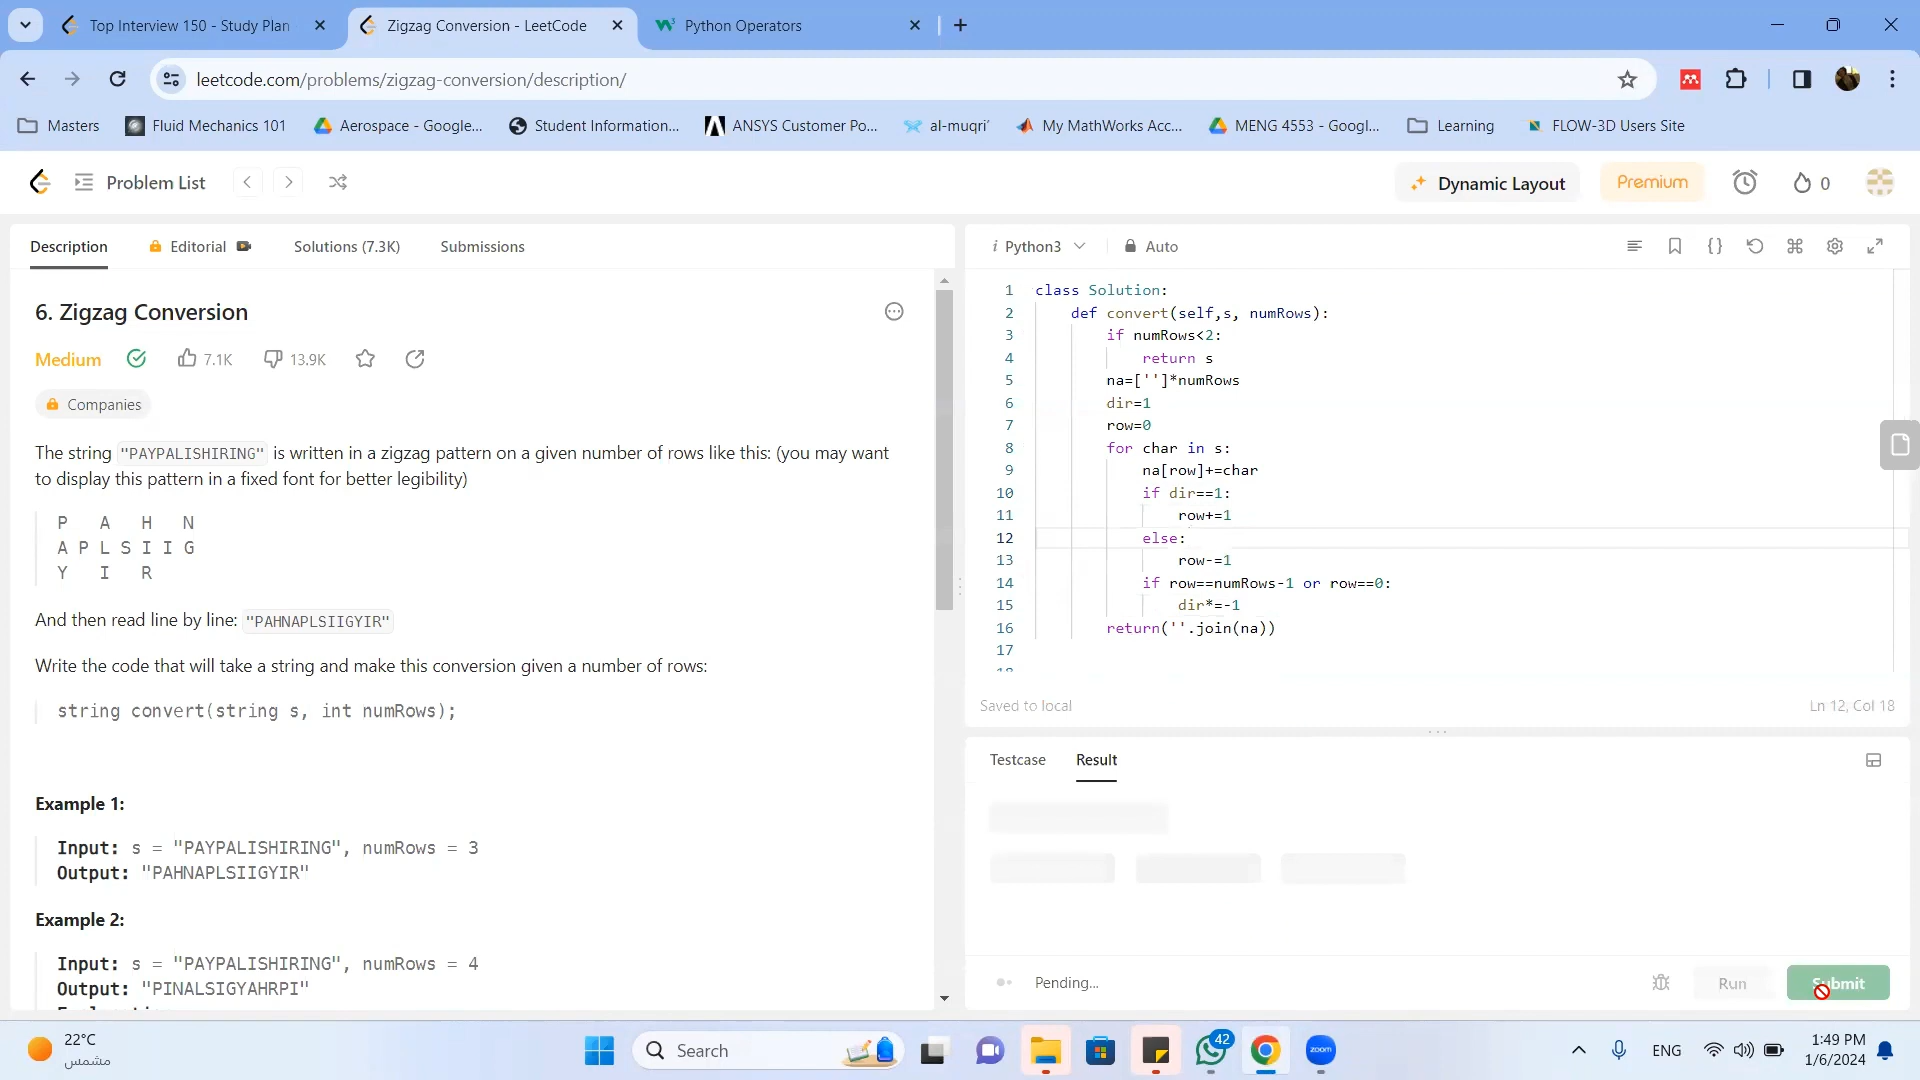 Top Interview 150 - Study Plan
Zigzag Conversion - LeetCode
Python Operators
leetcode.com/problems/zigzag-conversion/description/
Masters
Fluid Mechanics 101
Aerospace - Google...
Student Information...
ANSYS Customer Po...
al-muqri'
My MathWorks Acc...
MENG 4553 - Googl...
Learning
FLOW-3D Users Site
Problem List
Dynamic Layout
Premium
0
Description
Editorial
Solutions (7.3K)
Submissions
6. Zigzag Conversion
Medium
7.1K
13.9K
Companies
The string "PAYPALISHIRING" is written in a zigzag pattern on a given number of rows like this: (you may want
to display this pattern in a fixed font for better legibility)
P   A   H   N
A P L S I I G
Y   I   R
And then read line by line: "PAHNAPLSIIGYIR"
Write the code that will take a string and make this conversion given a number of rows:
string convert(string s, int numRows);
Example 1:
Input: s = "PAYPALISHIRING", numRows = 3
Output: "PAHNAPLSIIGYIR"
Example 2:
Input: s = "PAYPALISHIRING", numRows = 4
Output: "PINALSIGYAHRPI"
i Python3
Auto
1 class Solution:
2     def convert(self,s, numRows):
3         if numRows<2:
4             return s
5         na=['']*numRows
6         dir=1
7         row=0
8         for char in s:
9             na[row]+=char
10             if dir==1:
11                 row+=1
12             else:
13                 row-=1
14             if row==numRows-1 or row==0:
15                 dir*=-1
16         return(''.join(na))
17
Saved to local
Ln 12, Col 18
Testcase
Result
Pending...
Run
Submit
22°C
مشمس
Search
42
zoom
ENG
1:49 PM
1/6/2024